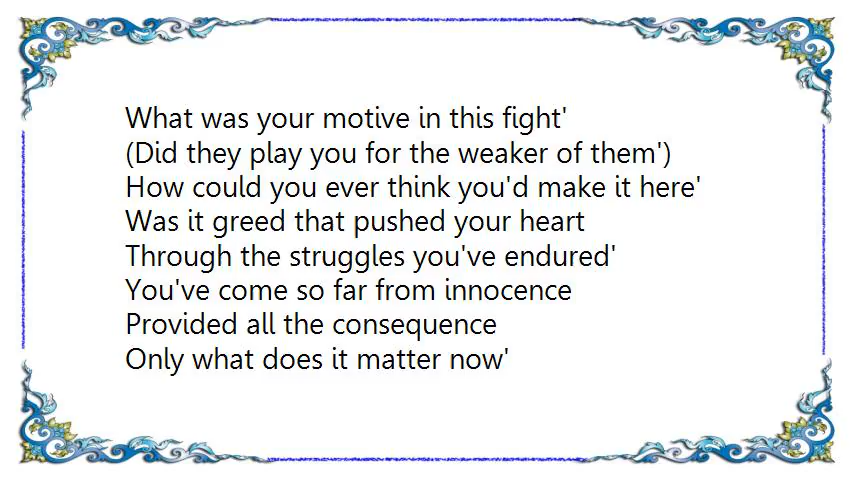 What was your motive in this fight'
(Did they play you for the weaker of them')
How could you ever think you'd make it here'
Was it greed that pushed your heart
Through the struggles you've endured'
You've come so far from innocence
Provided all the consequence
Only what does it matter now'